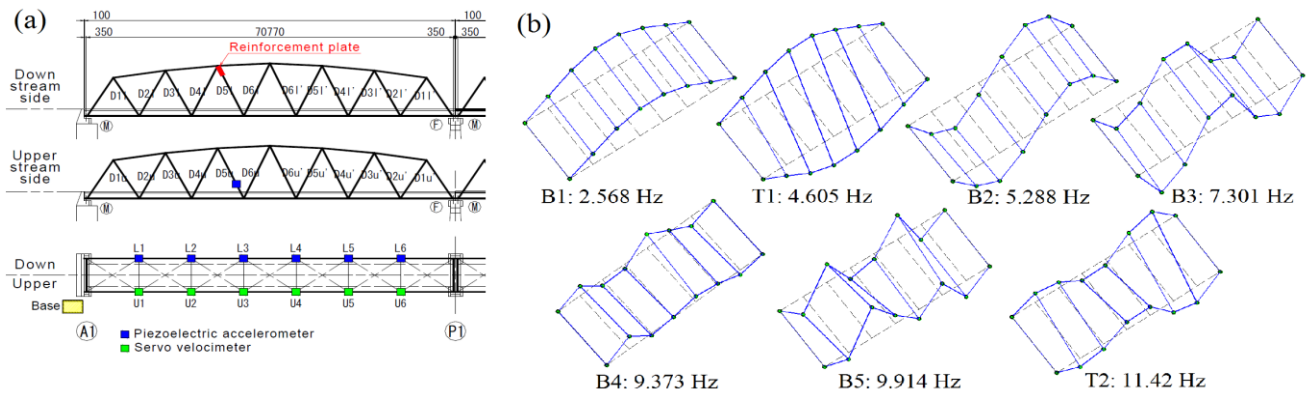 (a)
100 100
350 70770 350 350
Reinforcement plate
Down
stream
side
D1l D2l D3l D4l D5l D6l D6l' D5l' D4l' D3l' D2l' D1l'
M F M
Upper
stream
side
D1u D2u D3u D4u D5u D6u D6u' D5u' D4u' D3u' D2u' D1u'
M F M
L1 L2 L3 L4 L5 L6
Down
Upper
Base U1 U2 U3 U4 U5 U6
A1 P1
Piezoelectric accelerometer
Servo velocimeter
(b)
B1: 2.568 Hz T1: 4.605 Hz B2: 5.288 Hz B3: 7.301 Hz
B4: 9.373 Hz B5: 9.914 Hz T2: 11.42 Hz